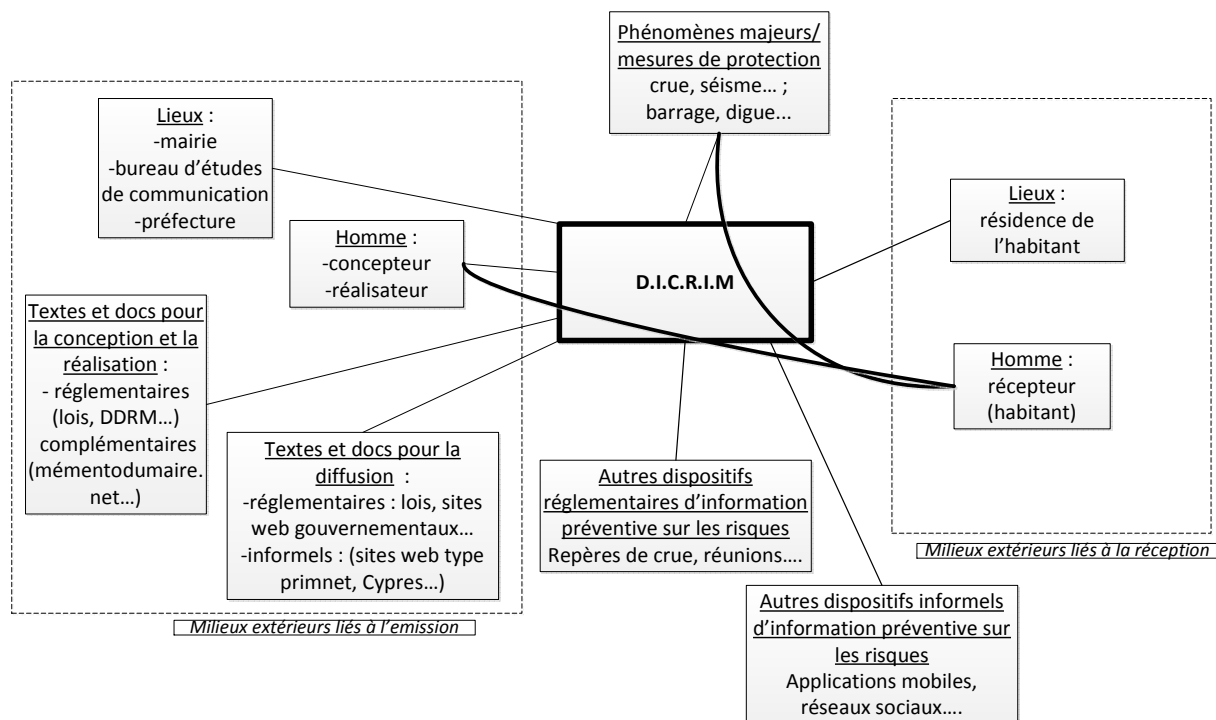 Phénomènes majeurs/
mesures de protection
crue, séisme… ;
barrage, digue...
Lieux :
-mairie
-bureau d’études
de communication
-préfecture
Homme :
-concepteur
-réalisateur
Textes et docs pour
la conception et la
réalisation :
- réglementaires
(lois, DDRM…)
complémentaires
(mémentodumaire.
net…)
Textes et docs pour la
diffusion :
-réglementaires : lois, sites
web gouvernementaux…
-informels : (sites web type
primnet, Cypres…)
Milieux extérieurs liés à l’emission
D.I.C.R.I.M
Autres dispositifs
réglementaires d’information
préventive sur les risques
Repères de crue, réunions….
Autres dispositifs informels
d’information préventive sur
les risques
Applications mobiles,
réseaux sociaux….
Lieux :
résidence de
l’habitant
Homme :
récepteur
(habitant)
Milieux extérieurs liés à la réception